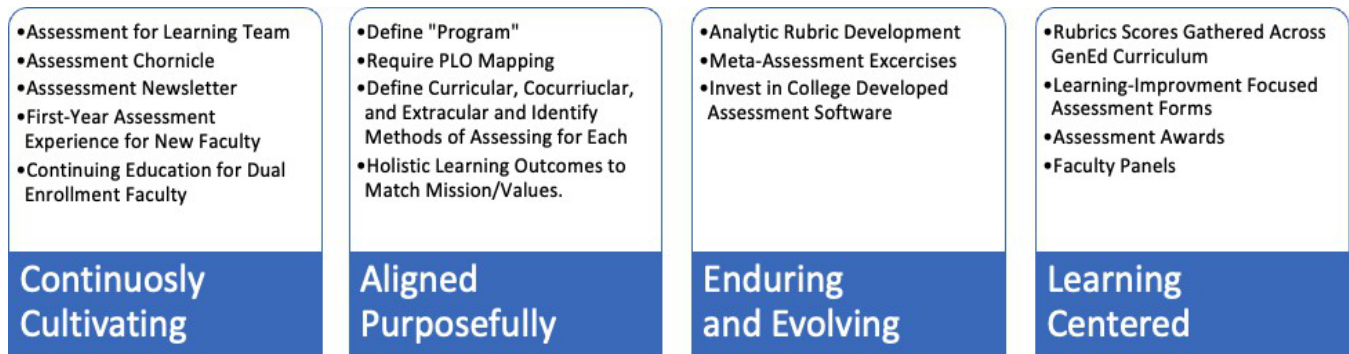 •Assessment for Learning Team
•Assessment Chornicle
•Asssessment Newsletter
•First-Year Assessment
Experience for New Faculty
•Continuing Education for Dual
Enrollment Faculty
Continuosly
Cultivating
•Define "Program"
•Require PLO Mapping
•Define Curricular, Cocurriuclar,
and Extracular and Identify
Methods of Assessing for Each
•Holistic Learning Outcomes to
Match Mission/Values.
Aligned
Purposefully
•Analytic Rubric Development
•Meta-Assessment Excercises
•Invest in College Developed
Assessment Software
Enduring
and Evolving
•Rubrics Scores Gathered Across
GenEd Curriculum
•Learning-Improvment Focused
Assessment Forms
•Assessment Awards
•Faculty Panels
Learning
Centered